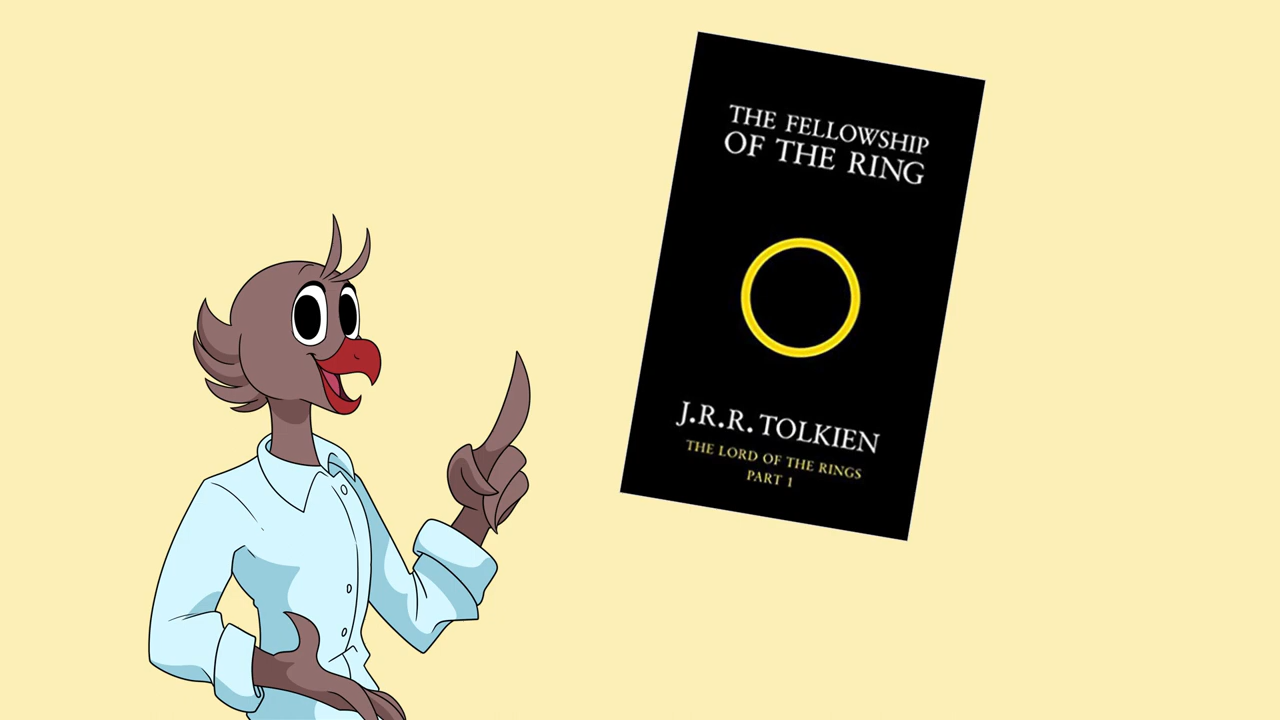 THE FELLOWSHIP
OF THE RING
J.R.R. TOLKIEN
THE LORD OF THE RINGS
PART 1